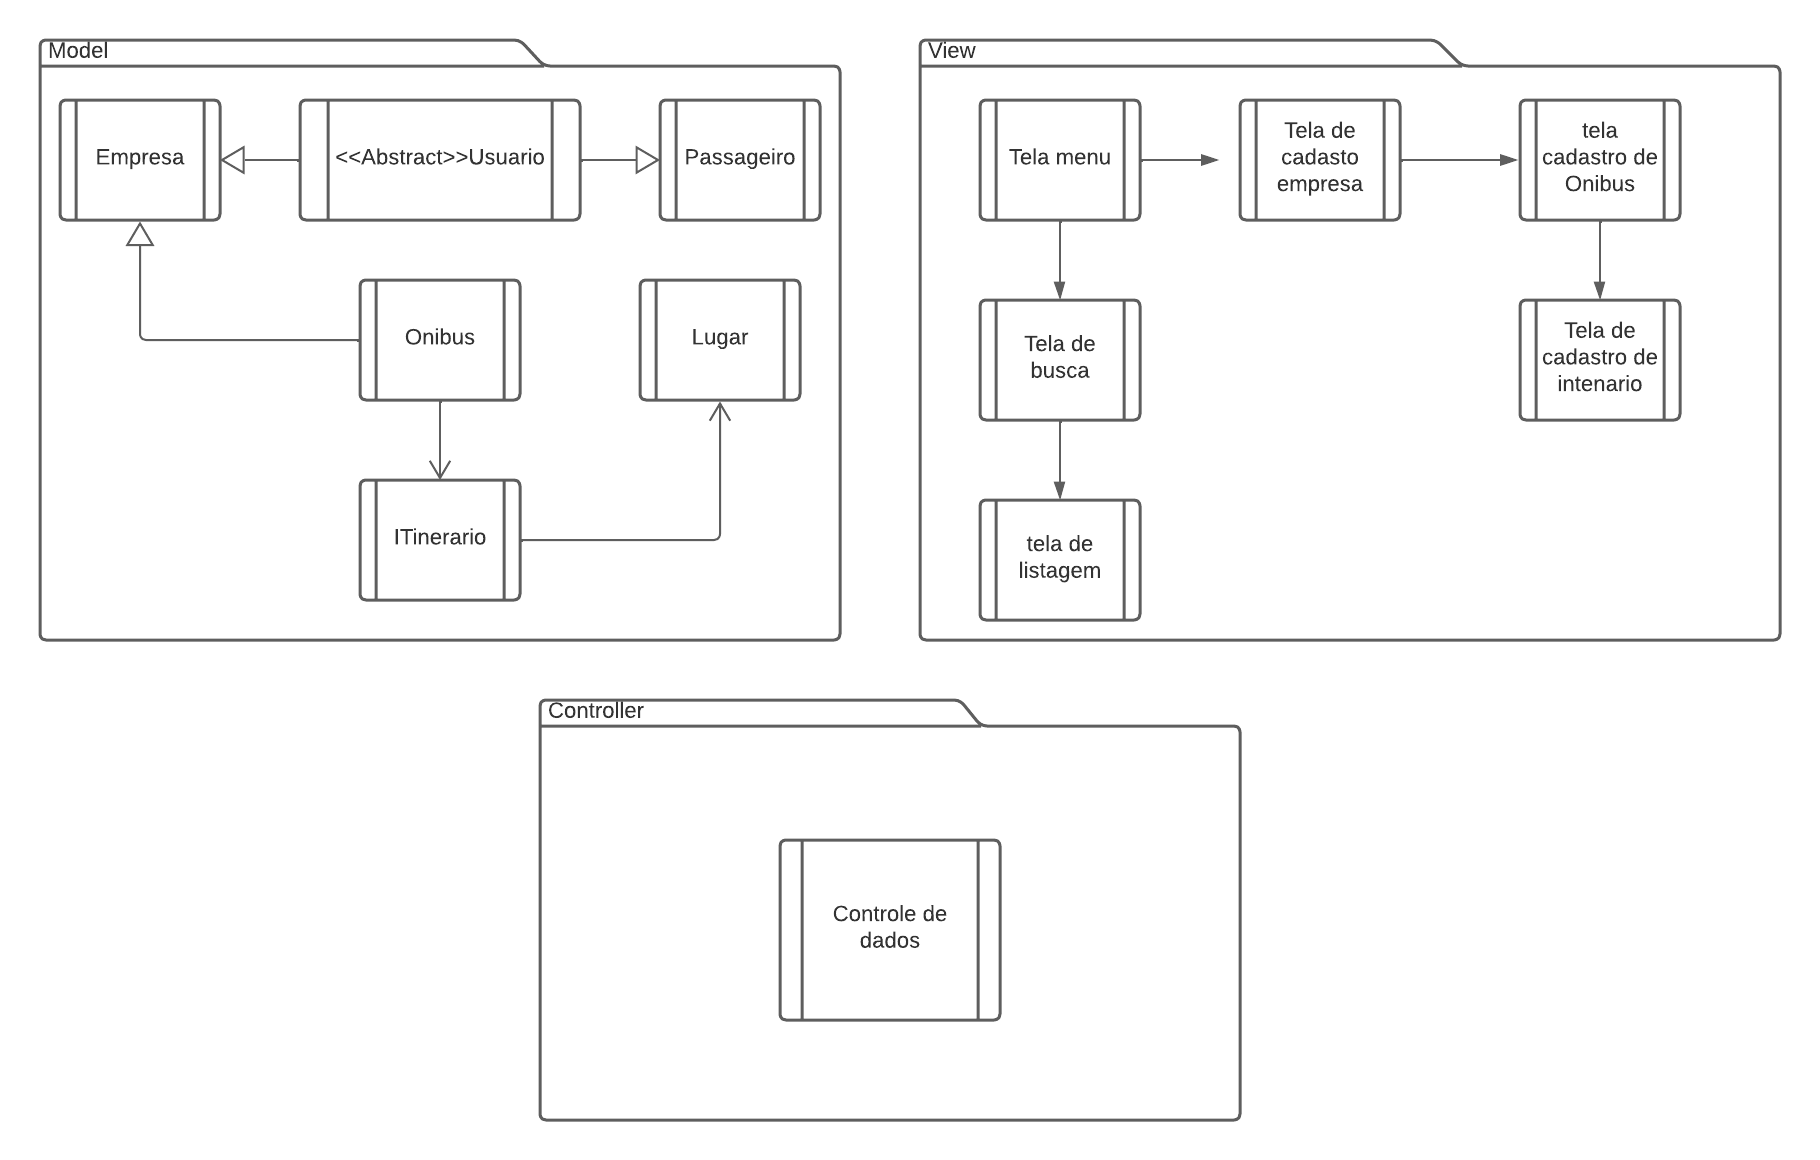 Model
Empresa
<<Abstract>>Usuario
Passageiro
Onibus
Lugar
ITinerario
View
Tela menu
Tela de
cadasto
empresa
tela
cadastro de
Onibus
Tela de
busca
Tela de
cadastro de
intenario
tela de
listagem
Controller
Controle de
dados